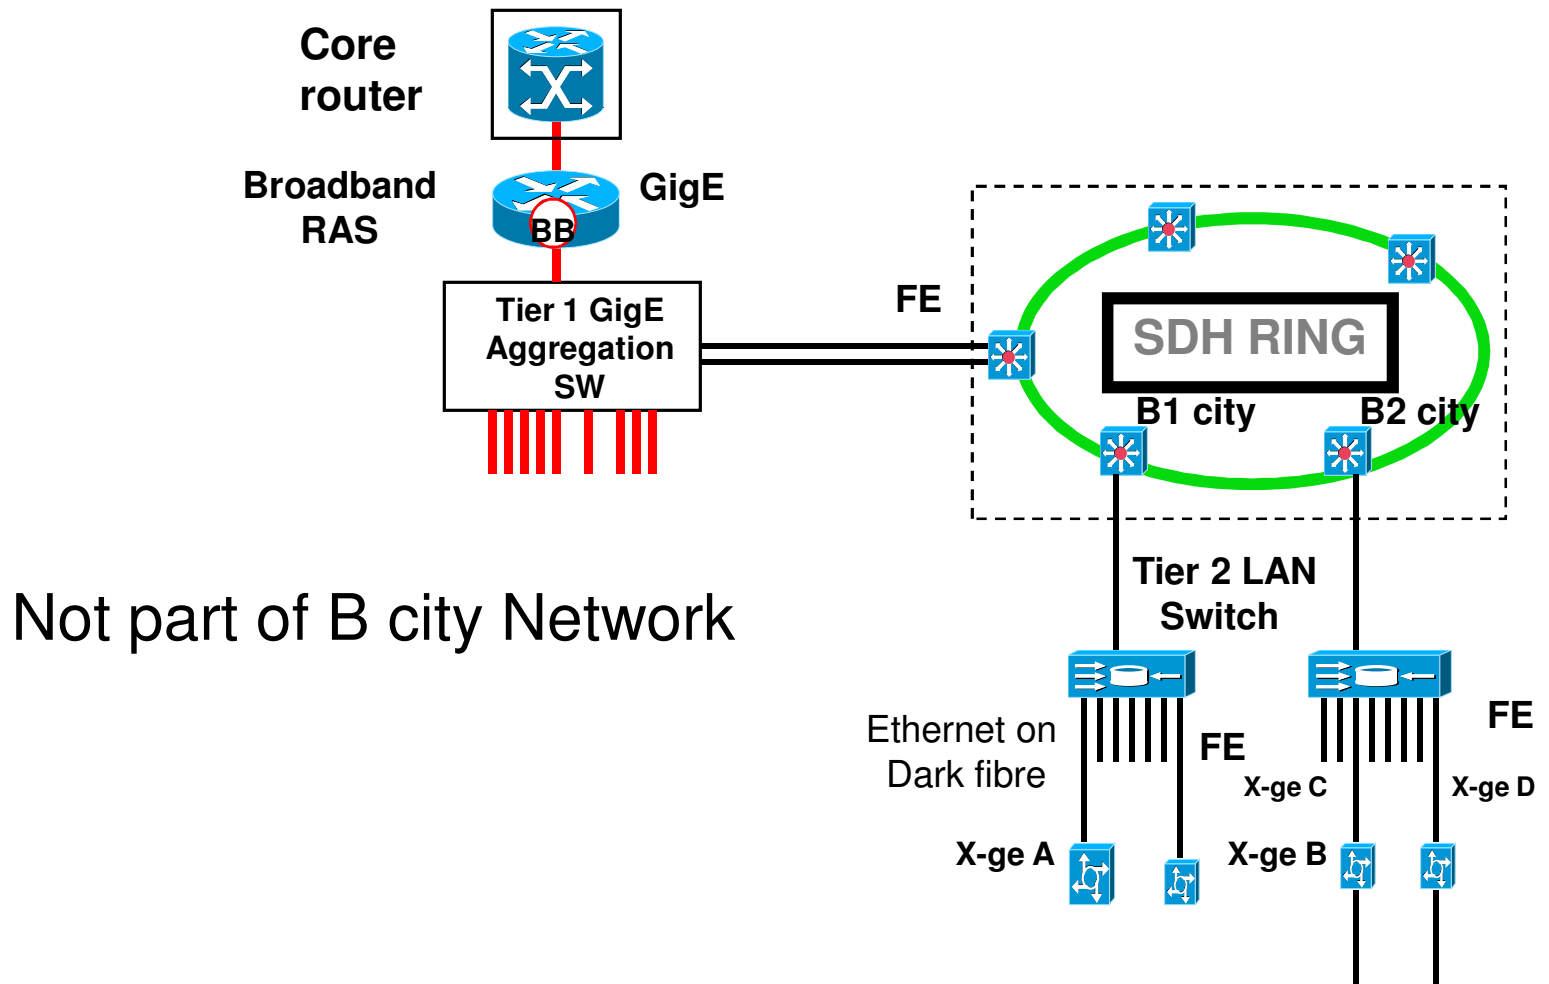 Core
router
Broadband
RAS
GigE
BB
Tier 1 GigE
Aggregation
SW
FE
SDH RING
B1 city
B2 city
Tier 2 LAN
Switch
Not part of B city Network
Ethernet on
Dark fibre
FE
FE
X-ge C
X-ge D
X-ge A
X-ge B